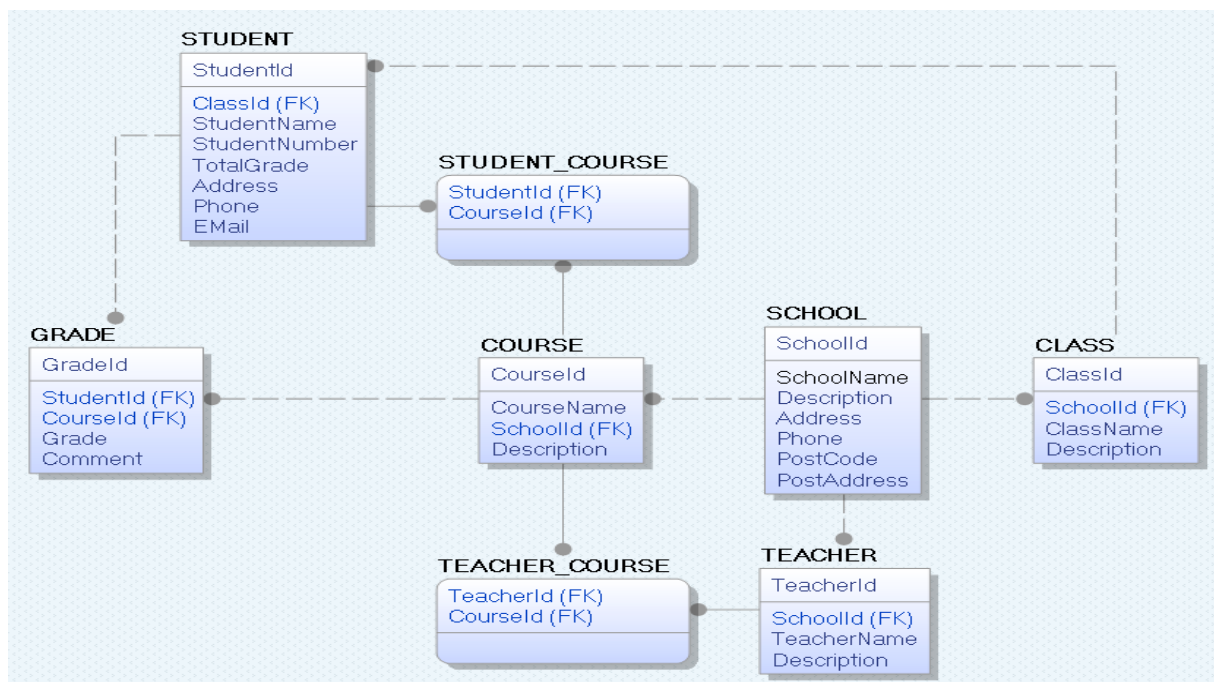 STUDENT
StudentId
ClassId (FK)
StudentName
StudentNumber
TotalGrade
Address
Phone
EMail
STUDENT_COURSE
StudentId (FK)
CourseId (FK)
GRADE
GradeId
StudentId (FK)
CourseId (FK)
Grade
Comment
COURSE
CourseId
CourseName
SchoolId (FK)
Description
SCHOOL
SchoolId
SchoolName
Description
Address
Phone
PostCode
PostAddress
CLASS
ClassId
SchoolId (FK)
ClassName
Description
TEACHER_COURSE
TeacherId (FK)
CourseId (FK)
TEACHER
TeacherId
SchoolId (FK)
TeacherName
Description